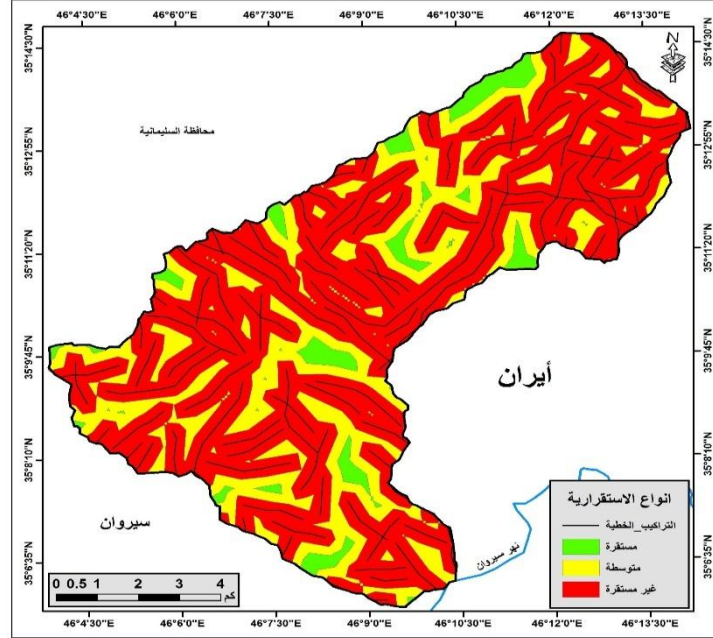 46°4'30"E 46°6'0"E 46°7'30"E 46°9'0"E 46°10'30"E 46°12'0"E 46°13'30"E
35°14'30"N 35°14'30"N
N
محافظة السليمانية
35°12'55"N 35°12'55"N
35°11'20"N 35°11'20"N
35°9'45"N 35°9'45"N
أيران
35°8'10"N 35°8'10"N
سيروان
نهر سيروان
35°6'35"N 35°6'35"N
انواع الاستقرارية
التراكيب_الخطية
مستقرة
متوسطة
غير مستقرة
0 0.5 1 2 3 4
كم
46°4'30"E 46°6'0"E 46°7'30"E 46°9'0"E 46°10'30"E 46°12'0"E 46°13'30"E